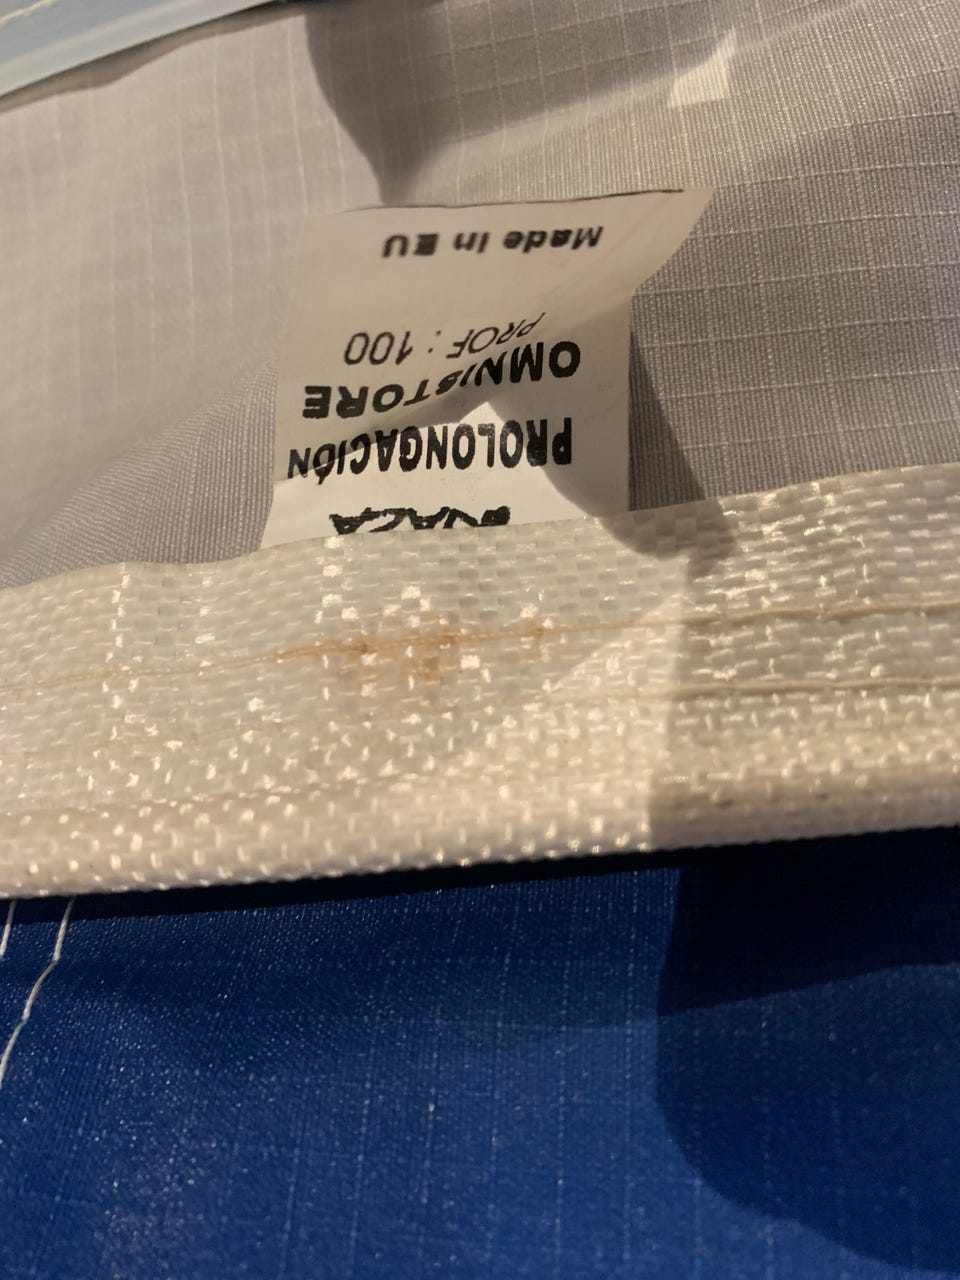 PROLONGACIÓN
OMNISTORE
PROF : 100
Made in EU